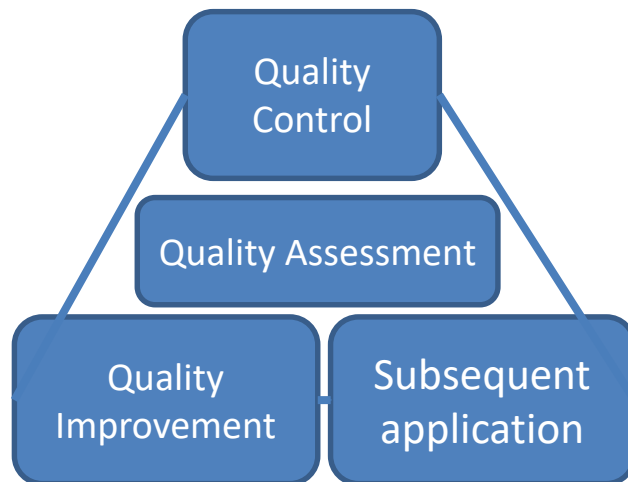 Quality
Control
Quality Assessment
Quality
Improvement
Subsequent
application